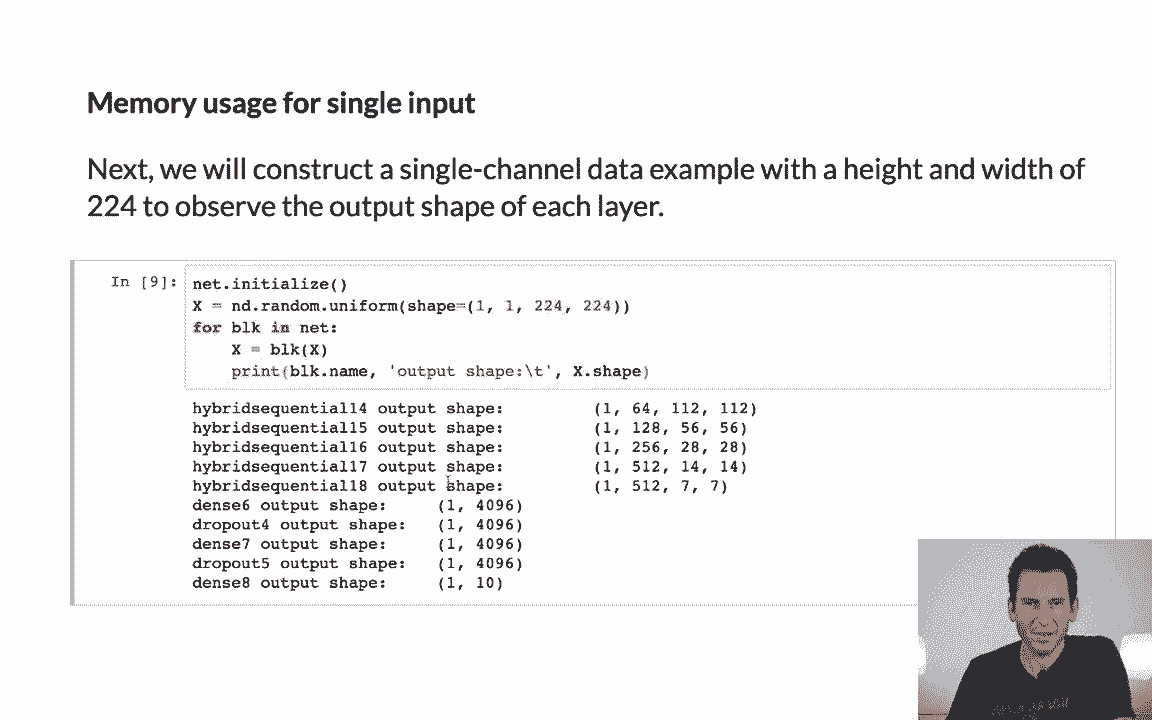 Memory usage for single input
Next, we will construct a single-channel data example with a height and width of
224 to observe the output shape of each layer.
In [9]: net.initialize()
X = nd.random.uniform(shape=(1, 1, 224, 224))
for blk in net:
X = blk(X)
print(blk.name, 'output shape:\t', X.shape)
hybridsequential14 output shape: (1, 64, 112, 112)
hybridsequential15 output shape: (1, 128, 56, 56)
hybridsequential16 output shape: (1, 256, 28, 28)
hybridsequential17 output shape: (1, 512, 14, 14)
hybridsequential18 output shape: (1, 512, 7, 7)
dense6 output shape: (1, 4096)
dropout4 output shape: (1, 4096)
dense7 output shape: (1, 4096)
dropout5 output shape: (1, 4096)
dense8 output shape: (1, 10)